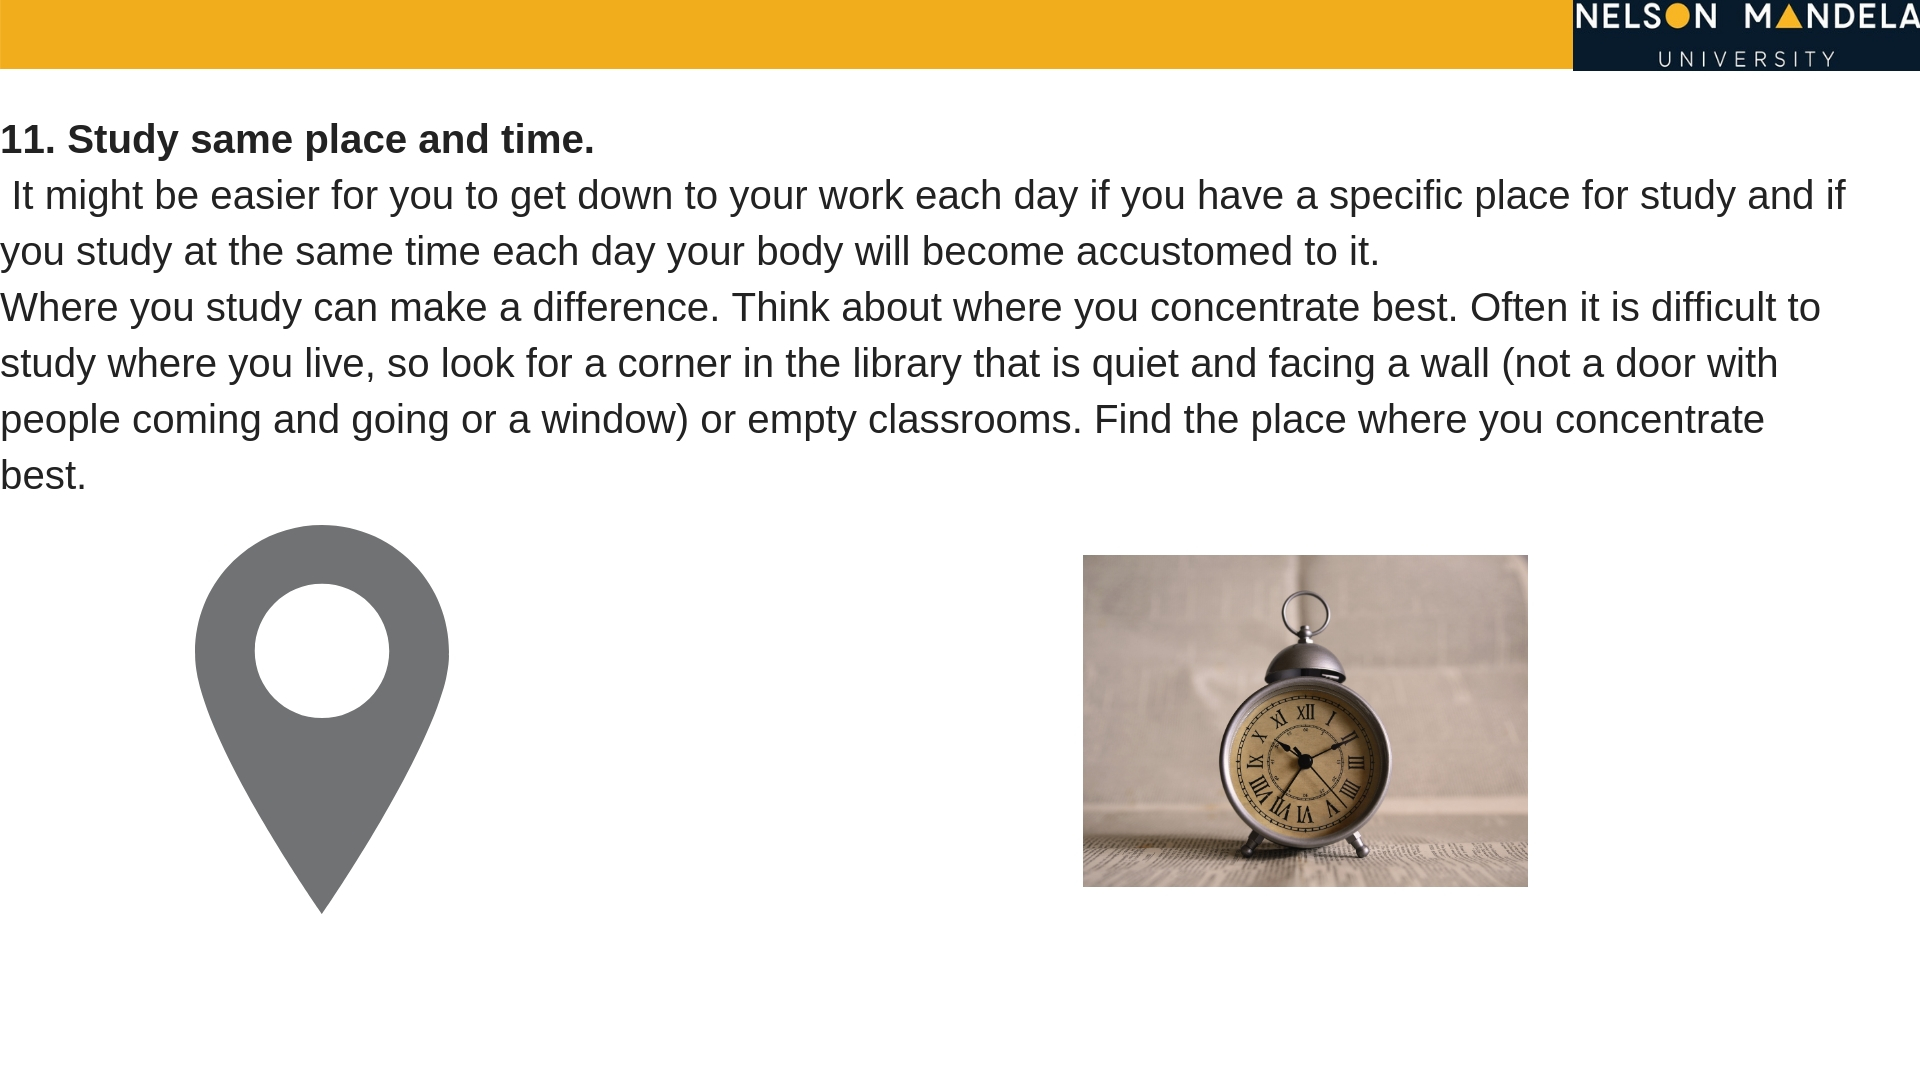 NELSON MANDELA
UNIVERSITY
11. Study same place and time.
It might be easier for you to get down to your work each day if you have a specific place for study and if
you study at the same time each day your body will become accustomed to it.
Where you study can make a difference. Think about where you concentrate best. Often it is difficult to
study where you live, so look for a corner in the library that is quiet and facing a wall (not a door with
people coming and going or a window) or empty classrooms. Find the place where you concentrate
best.
XII
I
III
IIII
V
VI
VII
VIII
IX
X
XI